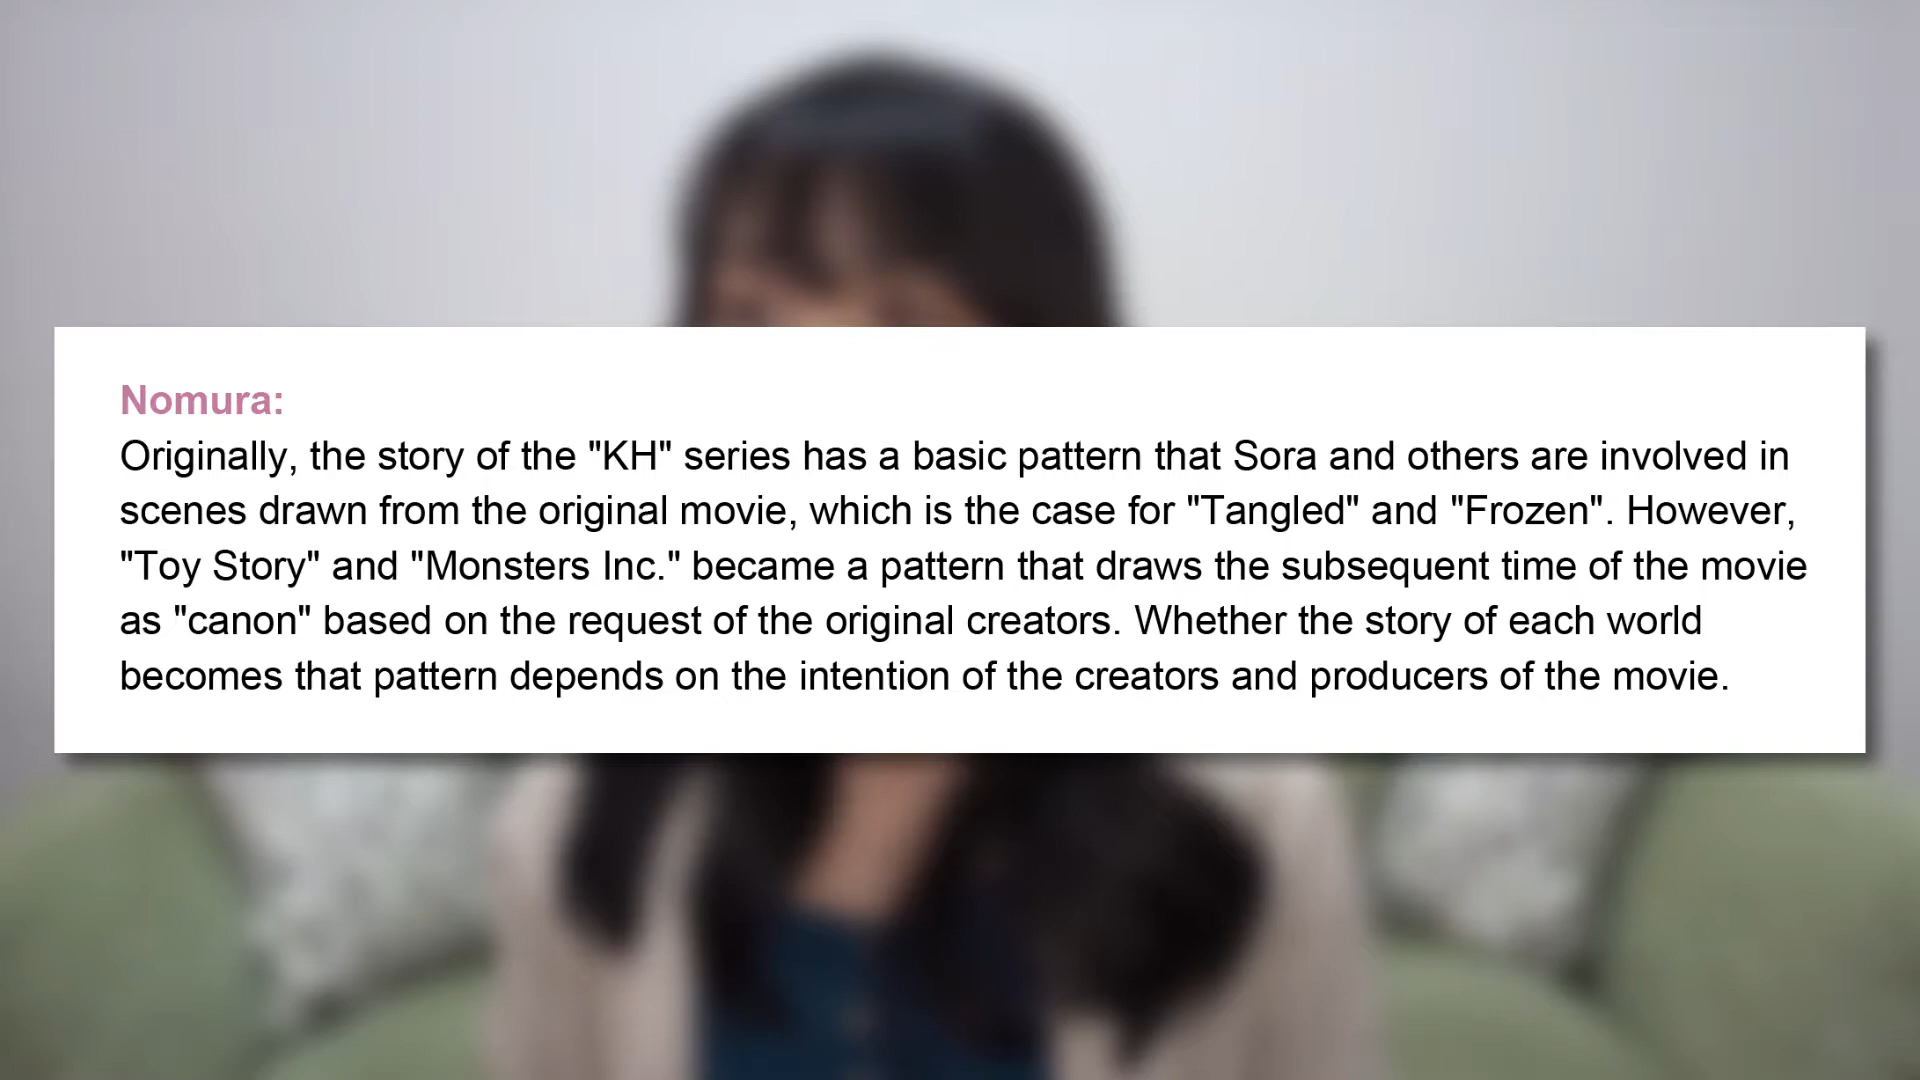 Nomura:
Originally, the story of the "KH" series has a basic pattern that Sora and others are involved in
scenes drawn from the original movie, which is the case for "Tangled" and "Frozen". However,
"Toy Story" and "Monsters Inc." became a pattern that draws the subsequent time of the movie
as "canon" based on the request of the original creators. Whether the story of each world
becomes that pattern depends on the intention of the creators and producers of the movie.